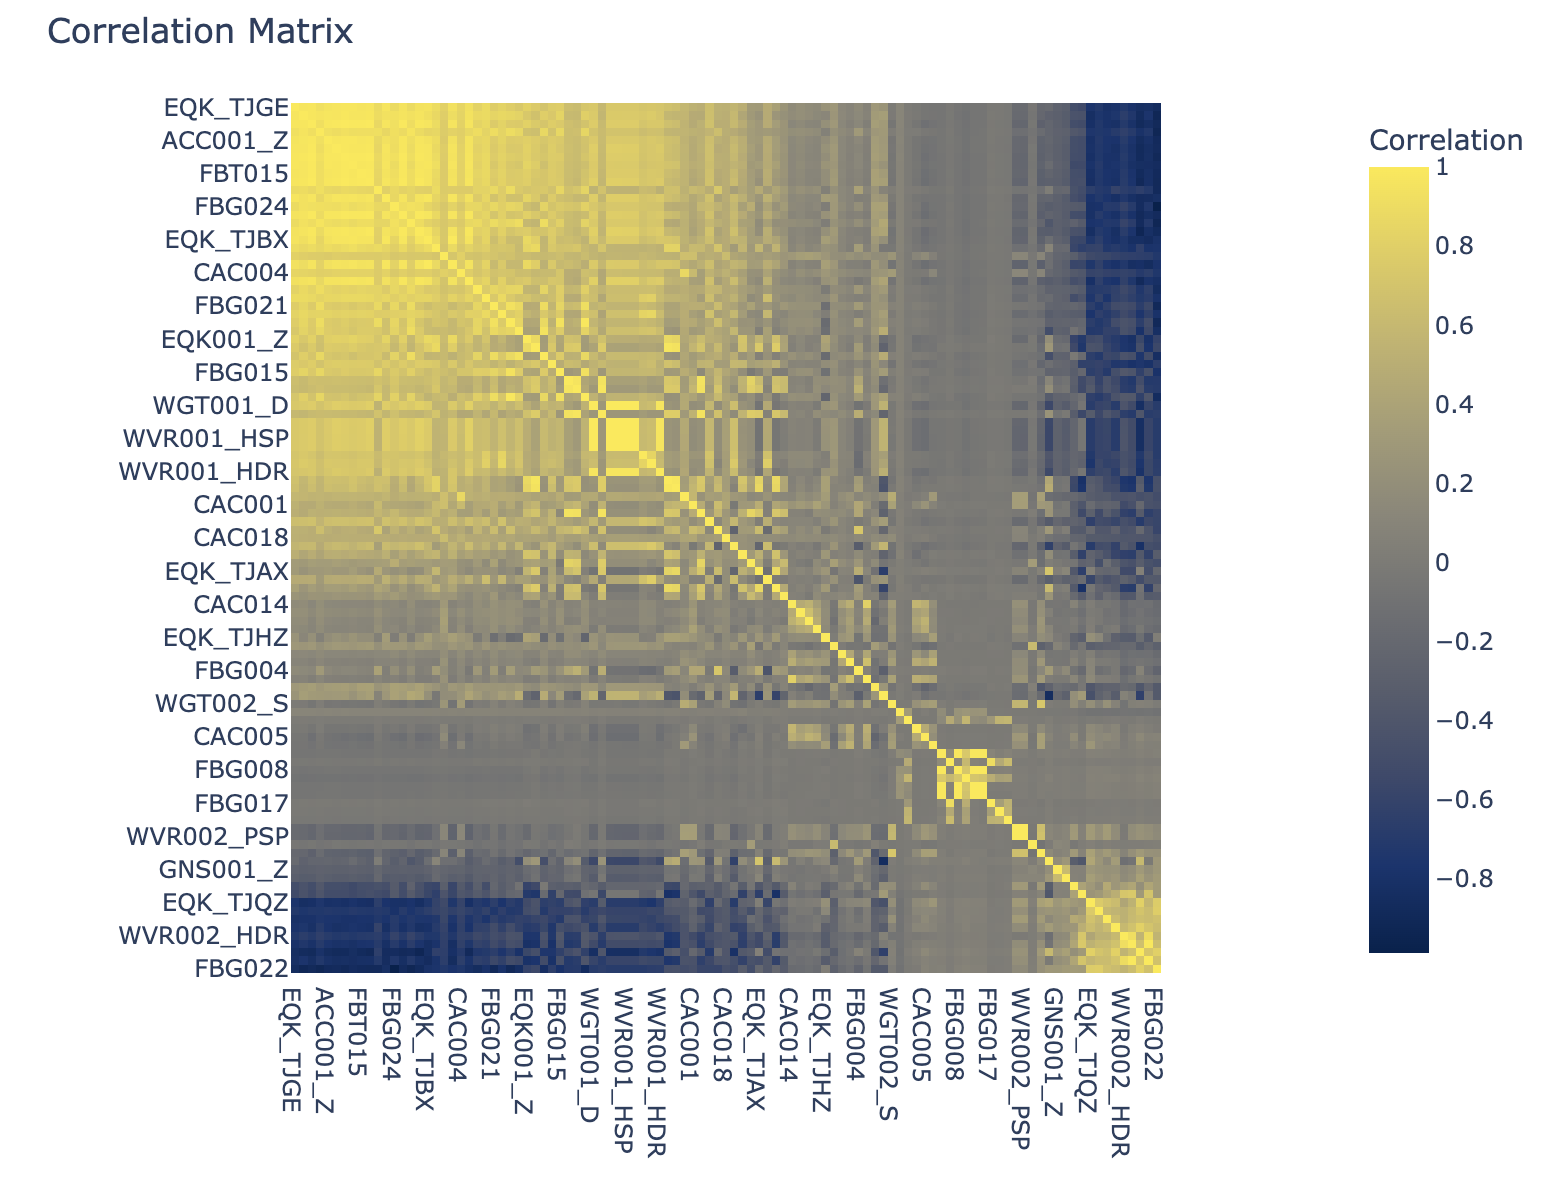 Correlation Matrix
EQK_TJGE
ACC001_Z
FBT015
FBG024
EQK_TJBX
CAC004
FBG021
EQK001_Z
FBG015
WGT001_D
WVR001_HSP
WVR001_HDR
CAC001
CAC018
EQK_TJAX
CAC014
EQK_TJHZ
FBG004
WGT002_S
CAC005
FBG008
FBG017
WVR002_PSP
GNS001_Z
EQK_TJQZ
WVR002_HDR
FBG022
EQK_TJGE
ACC001_Z
FBT015
FBG024
EQK_TJBX
CAC004
FBG021
EQK001_Z
FBG015
WGT001_D
WVR001_HSP
WVR001_HDR
CAC001
CAC018
EQK_TJAX
CAC014
EQK_TJHZ
FBG004
WGT002_S
CAC005
FBG008
FBG017
WVR002_PSP
GNS001_Z
EQK_TJQZ
WVR002_HDR
FBG022
Correlation
1
0.8
0.6
0.4
0.2
0
−0.2
−0.4
−0.6
−0.8